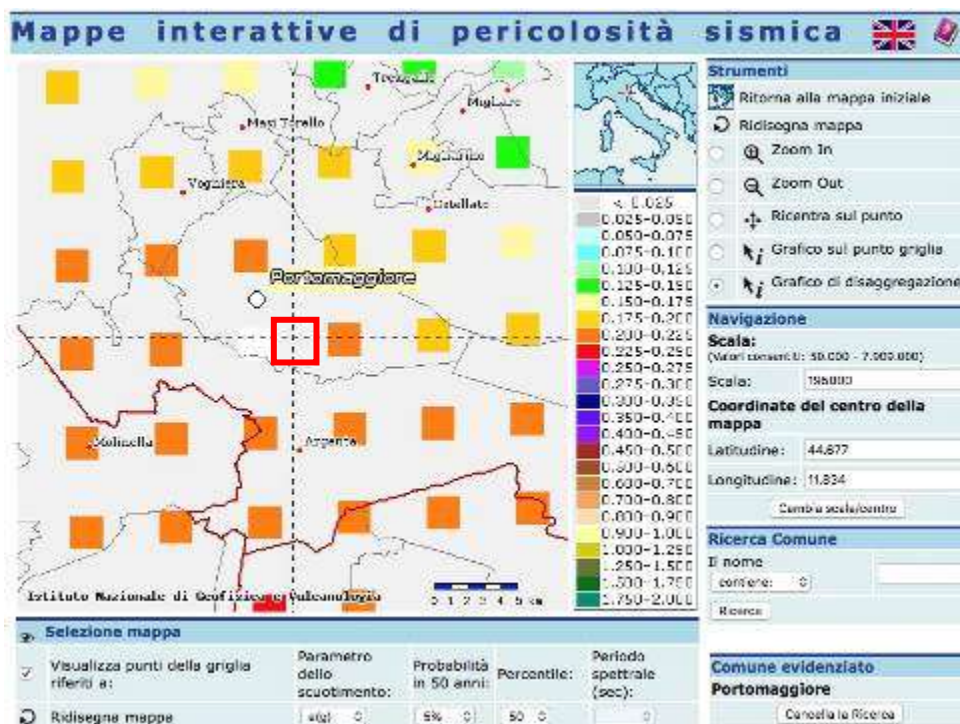 Mappe interattive di pericolosità sismica
Masi Torello
Migliarino
Voghiera
Ostellato
Portomaggiore
Molinella
Argenta
Istituto Nazionale di Geofisica e Vulcanologia
0 1 2 3 4 5 km
< 0.025
0.025-0.050
0.050-0.075
0.075-0.100
0.100-0.125
0.125-0.150
0.150-0.175
0.175-0.200
0.200-0.225
0.225-0.250
0.250-0.275
0.275-0.300
0.300-0.350
0.350-0.400
0.400-0.450
0.450-0.500
0.500-0.600
0.600-0.700
0.700-0.800
0.800-0.900
0.900-1.000
1.000-1.250
1.250-1.500
1.500-1.750
1.750-2.000
Strumenti
Ritorna alla mappa iniziale
Ridisegna mappa
Zoom In
Zoom Out
Ricentra sul punto
Grafico sul punto griglia
Grafico di disaggregazione
Navigazione
Scala:
(Valori consentiti: 50.000 - 7.000.000)
Scala:
Coordinate del centro della
mappa
Latitudine: 44.677
Longitudine: 11.834
Cambia scala/centro
Ricerca Comune
Il nome
contiene:
Ricerca
Comune evidenziato
Portomaggiore
Cancella la Ricerca
Selezione mappa
Visualizza punti della griglia
riferiti a:
Parametro
dello
scuotimento:
Probabilità
in 50 anni:
Percentile:
Periodo
spettrale
(sec):
Ridisegna mappa
a(g)
5%
50